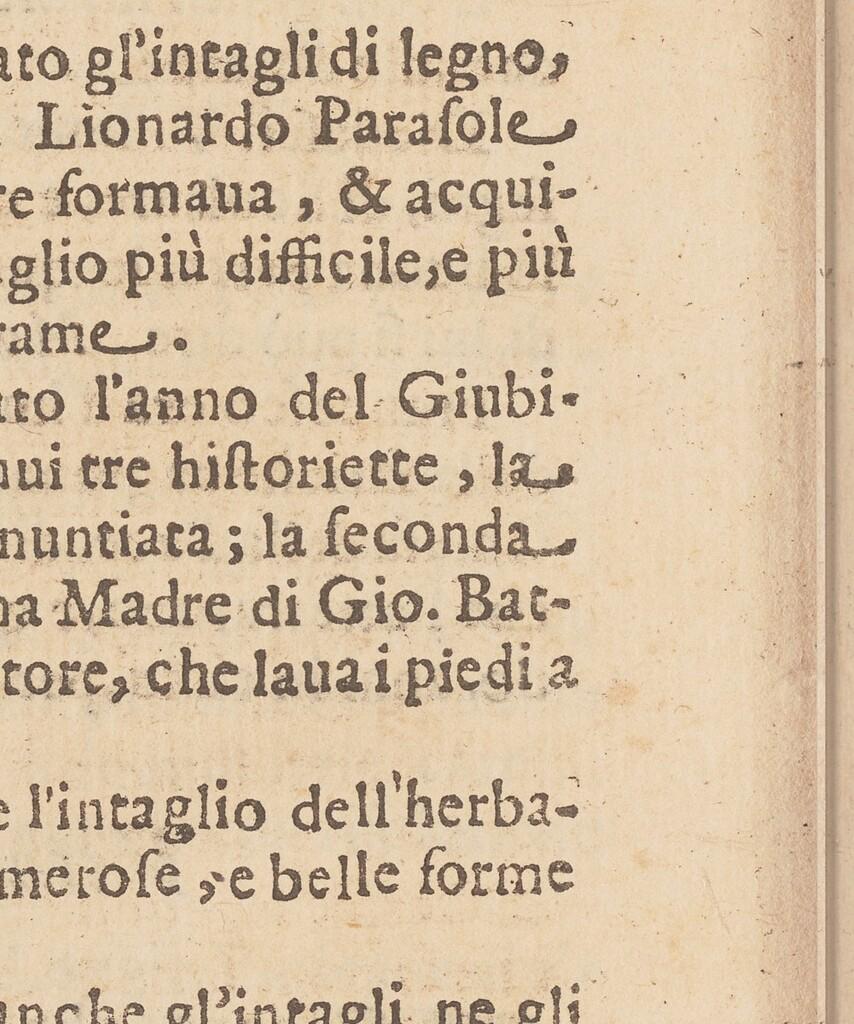 ato gl'intagli di legno,
Lionardo Paraſole
re formaua , & acqui-
glio più difficile,e più
rame .
ato l'anno del Giubi-
nui tre hiſtoriette , la
nuntiata ; la ſeconda
na Madre di Gio. Bat-
tore, che laua i piedi a
e l'intaglio dell'herba-
meroſe , e belle forme
anche gl'intagli ne gli